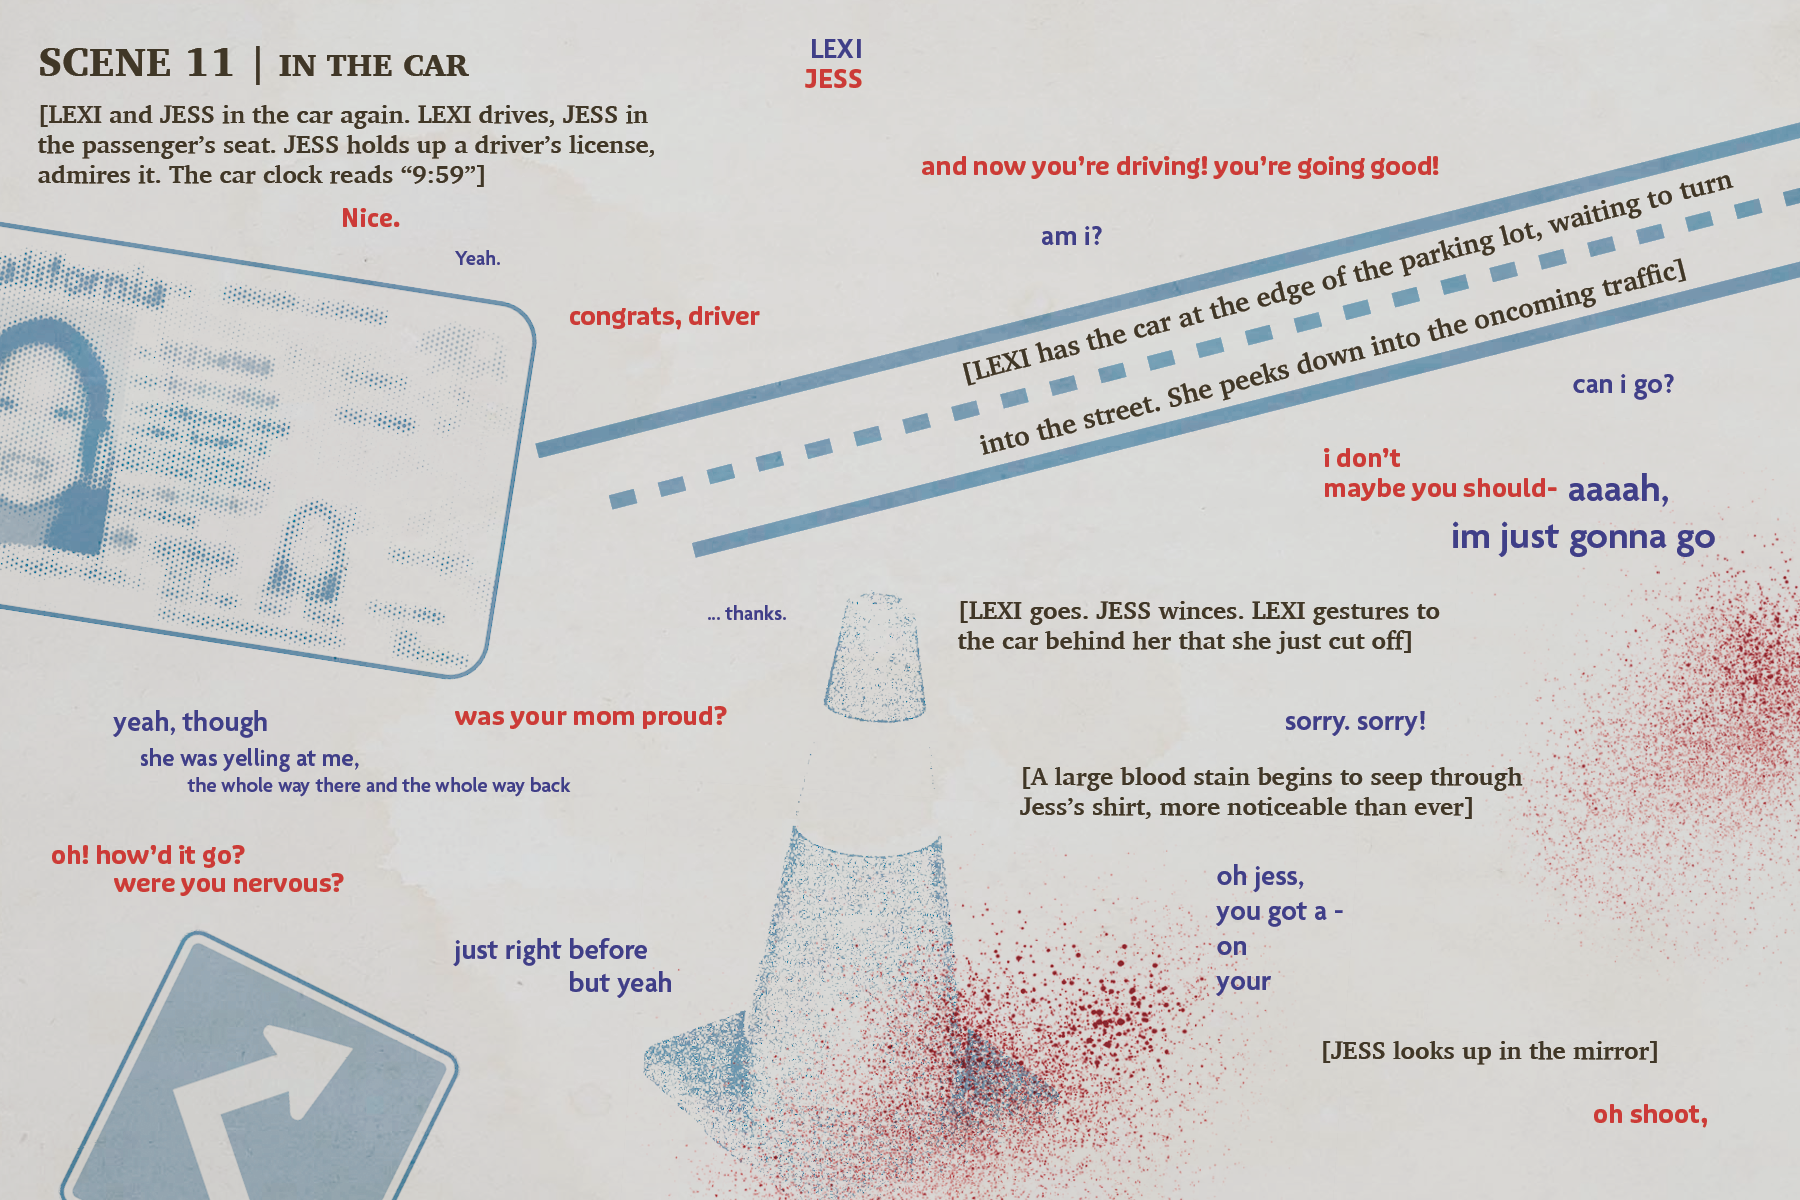 SCENE 11 | IN THE CAR
[LEXI and JESS in the car again. LEXI drives, JESS in
the passenger’s seat. JESS holds up a driver’s license,
admires it. The car clock reads “9:59”]
Nice.
Yeah.
congrats, driver
... thanks.
was your mom proud?
yeah, though
she was yelling at me,
the whole way there and the whole way back
oh! how’d it go?
were you nervous?
just right before
but yeah
LEXI
JESS
and now you’re driving! you’re going good!
am i?
[LEXI has the car at the edge of the parking lot, waiting to turn
into the street. She peeks down into the oncoming traffic]
can i go?
i don’t
maybe you should-
aaaah,
im just gonna go
[LEXI goes. JESS winces. LEXI gestures to
the car behind her that she just cut off]
sorry. sorry!
[A large blood stain begins to seep through
Jess’s shirt, more noticeable than ever]
oh jess,
you got a -
on
your
[JESS looks up in the mirror]
oh shoot,